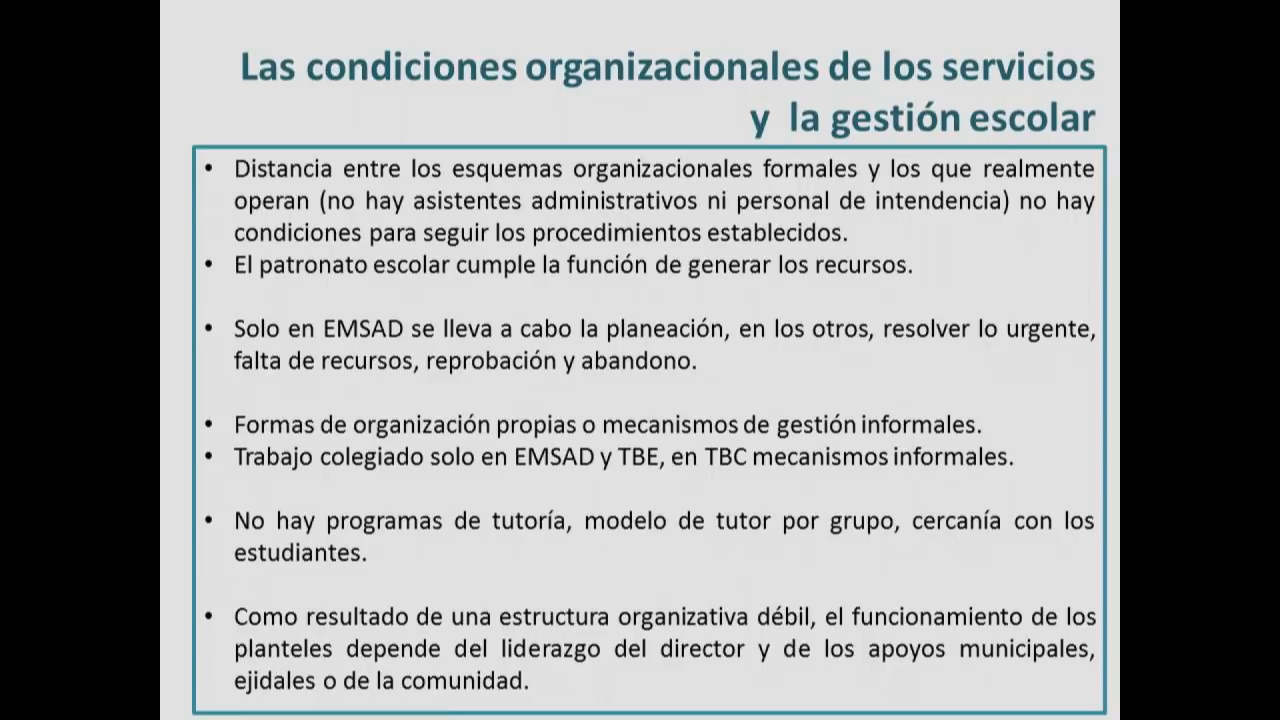 Las condiciones organizacionales de los servicios
y la gestión escolar
• Distancia entre los esquemas organizacionales formales y los que realmente
operan (no hay asistentes administrativos ni personal de intendencia) no hay
condiciones para seguir los procedimientos establecidos.
• El patronato escolar cumple la función de generar los recursos.
• Solo en EMSAD se lleva a cabo la planeación, en los otros, resolver lo urgente,
falta de recursos, reprobación y abandono.
• Formas de organización propias o mecanismos de gestión informales.
• Trabajo colegiado solo en EMSAD y TBE, en TBC mecanismos informales.
• No hay programas de tutoría, modelo de tutor por grupo, cercanía con los
estudiantes.
• Como resultado de una estructura organizativa débil, el funcionamiento de los
planteles depende del liderazgo del director y de los apoyos municipales,
ejidales o de la comunidad.